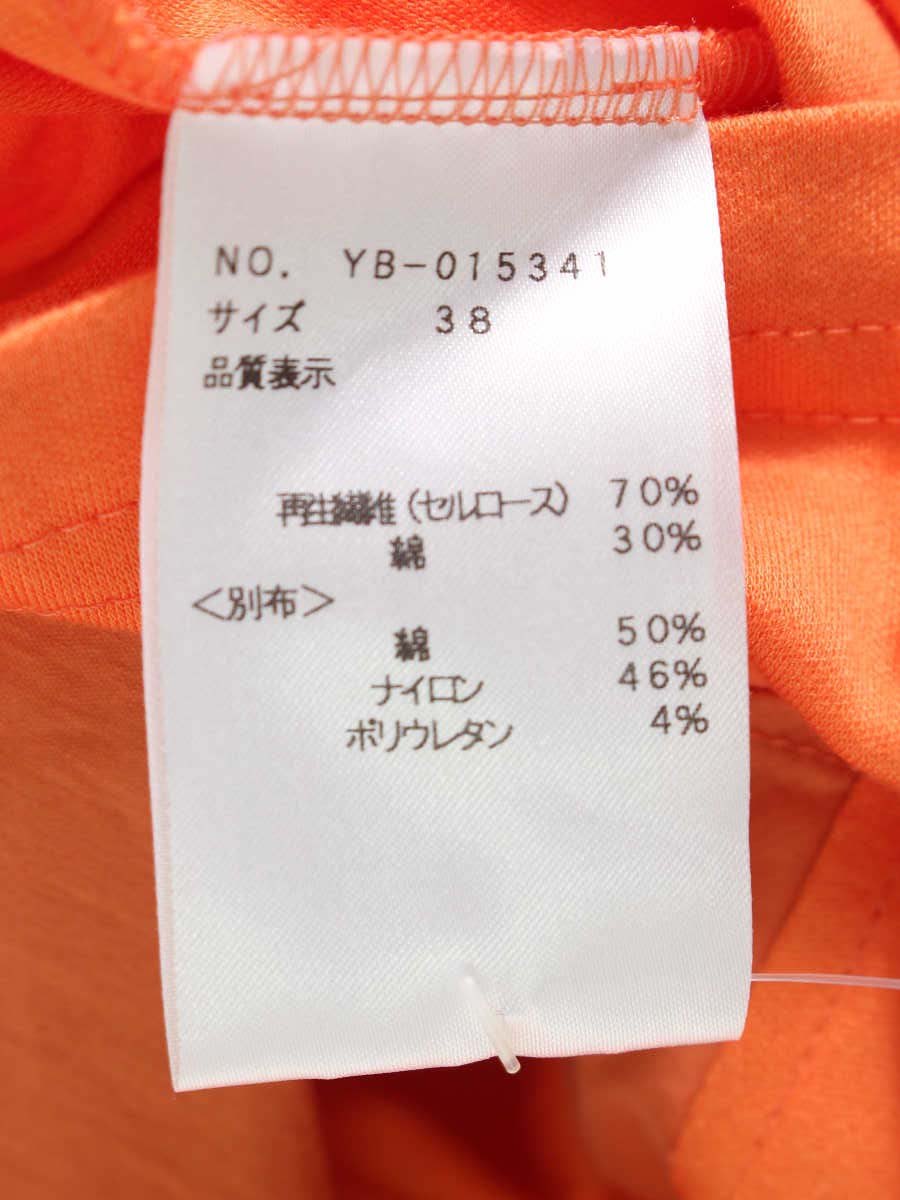 NO. YB-015341
サイズ 38
品質表示
再生繊維(セルロース) 70%
綿 30%
<別布>
綿 50%
ナイロン 46%
ポリウレタン 4%